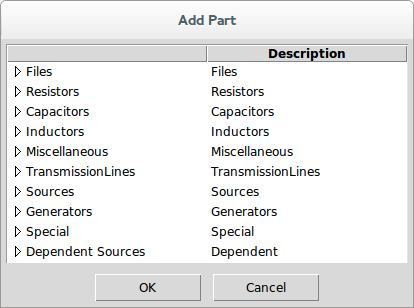 Add Part
Description
Files Files
Resistors Resistors
Capacitors Capacitors
Inductors Inductors
Miscellaneous Miscellaneous
TransmissionLines TransmissionLines
Sources Sources
Generators Generators
Special Special
Dependent Sources Dependent
OK Cancel